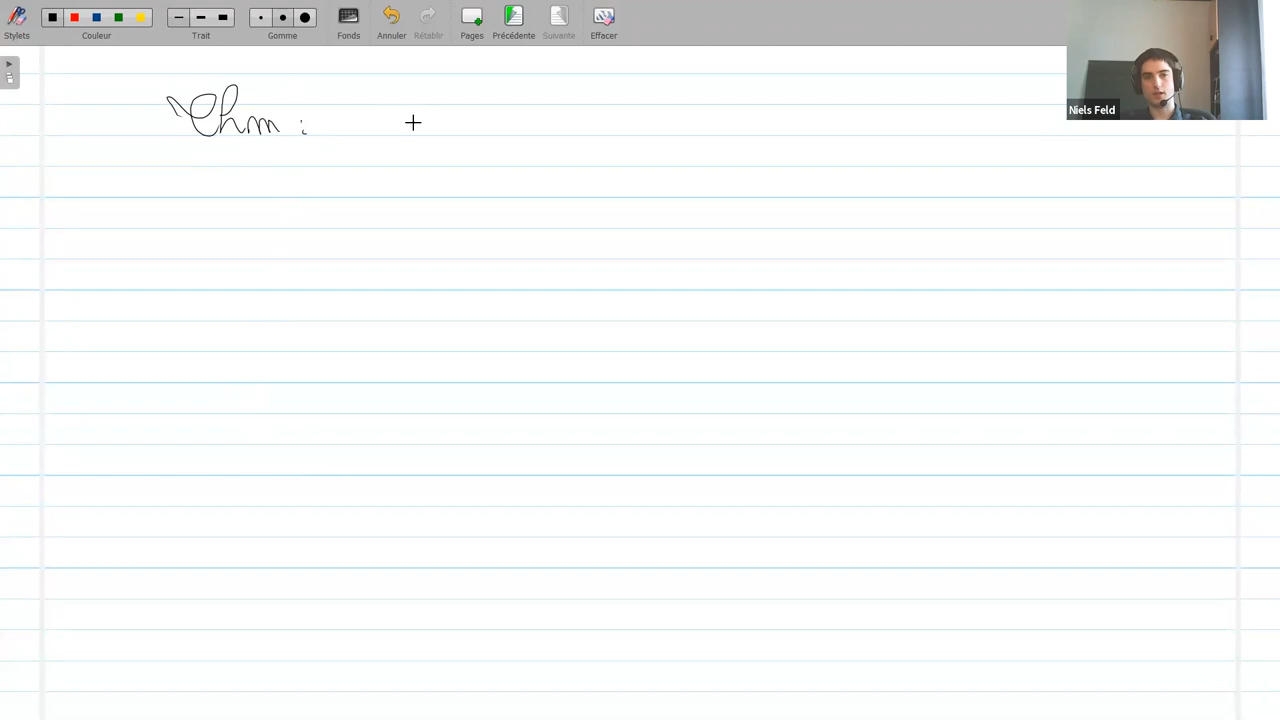 Stylets Couleur Trait Gomme Fonds Annuler Rétablir Pages Précédente Suivante Effacer
Niels Feld
Thm :